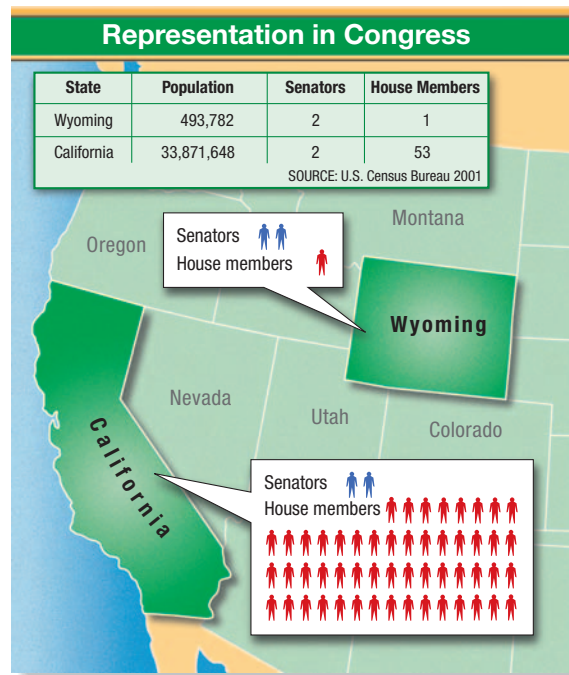 Representation in Congress
State Population Senators House Members
Wyoming 493,782 2 1
California 33,871,648 2 53
SOURCE: U.S. Census Bureau 2001
Montana
Oregon
Senators
House members
Wyoming
Nevada
Utah
Colorado
California
Senators
House members